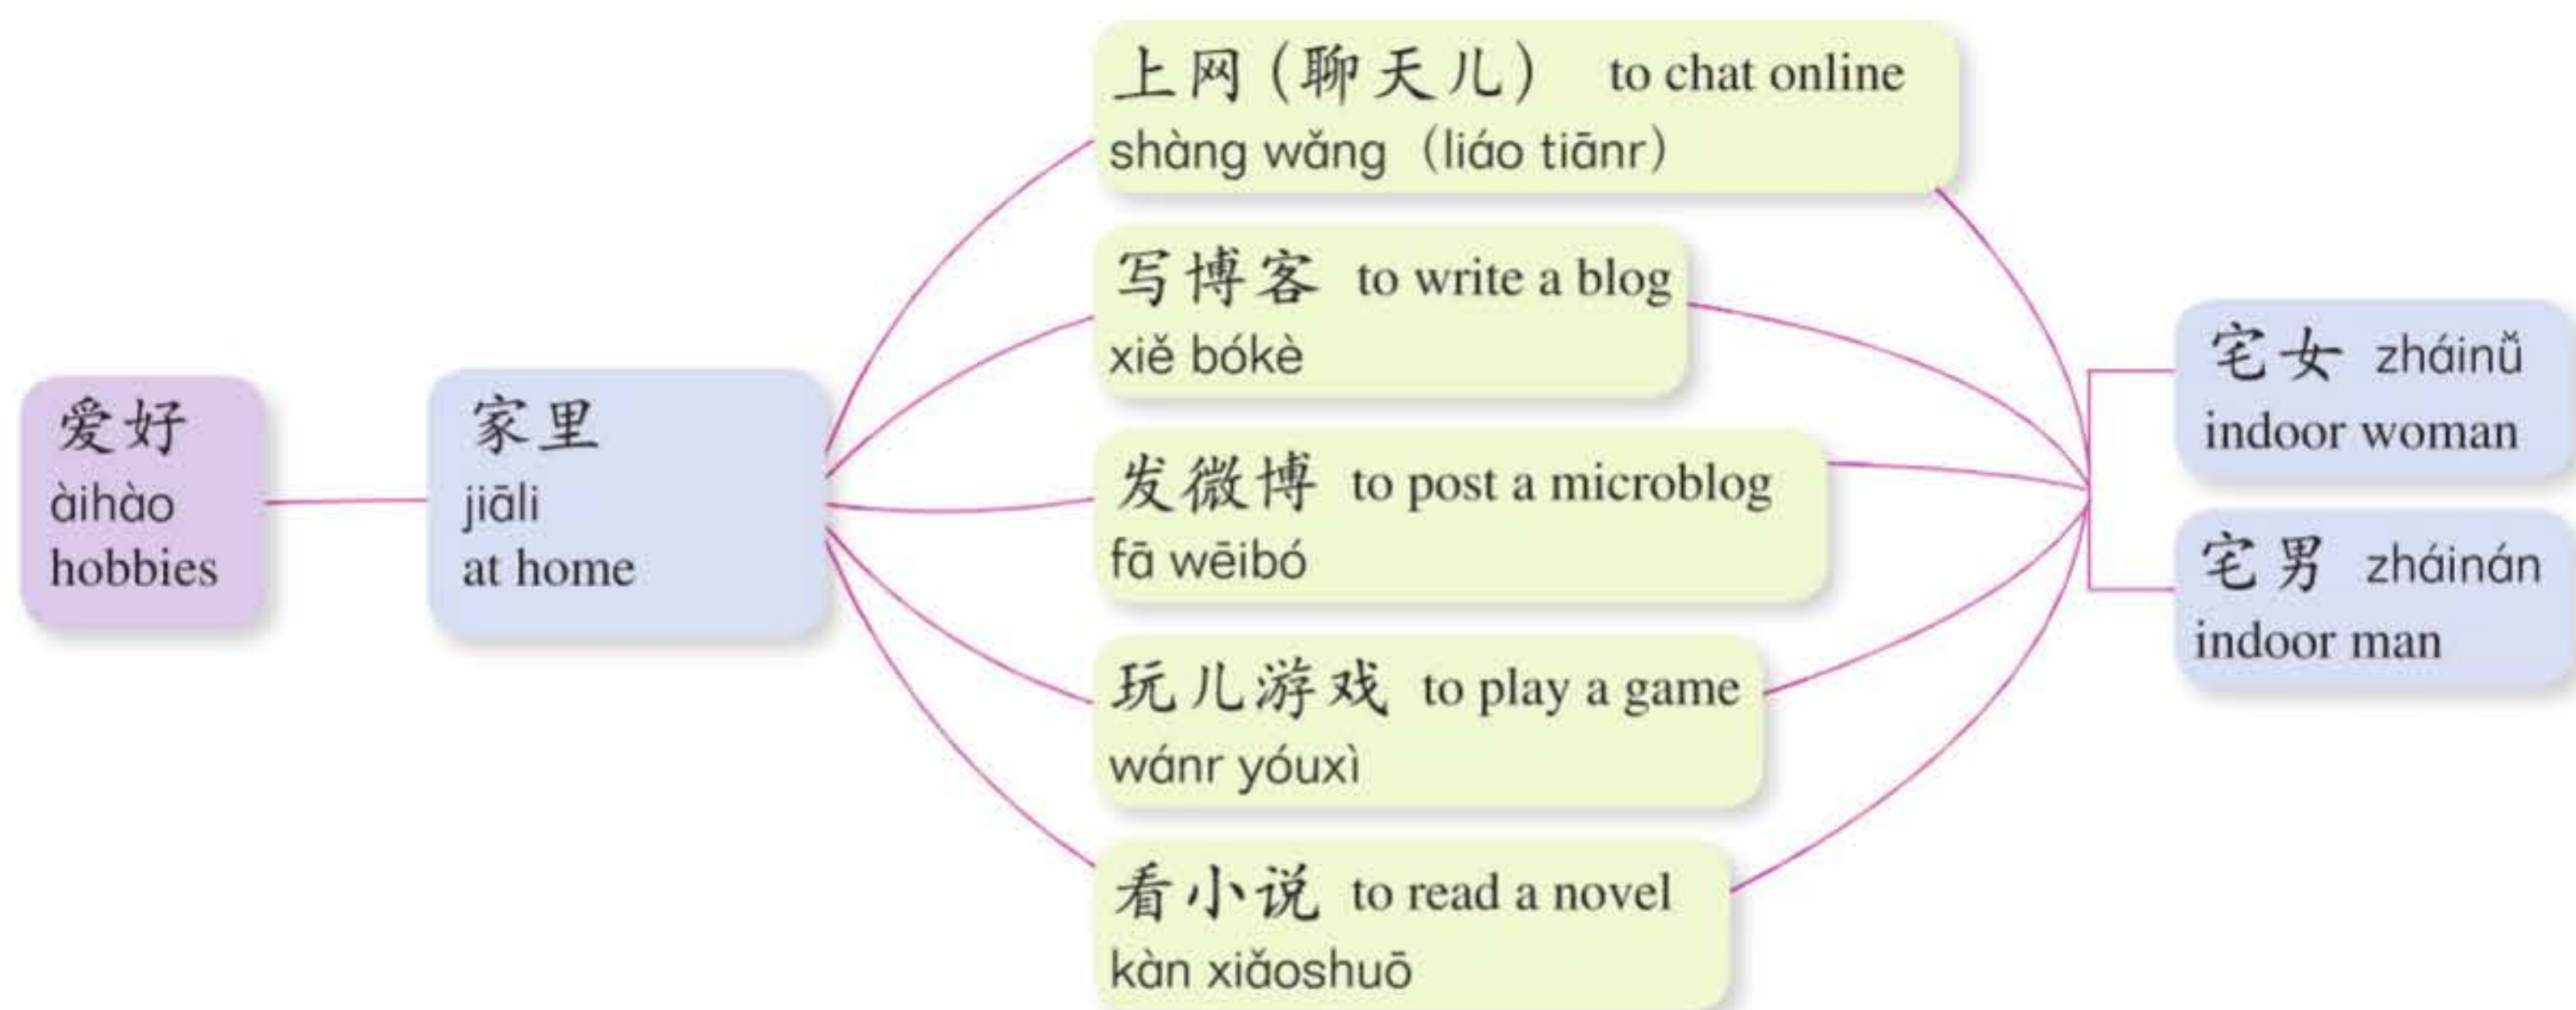 爱好
àihào
hobbies
家里
jiāli
at home
上网(聊天儿) to chat online
shàng wǎng (liáo tiānr)
写博客 to write a blog
xiě bókè
发微博 to post a microblog
fā wēibó
玩儿游戏 to play a game
wánr yóuxì
看小说 to read a novel
kàn xiǎoshuō
宅女 zháinǚ
indoor woman
宅男 zháinán
indoor man